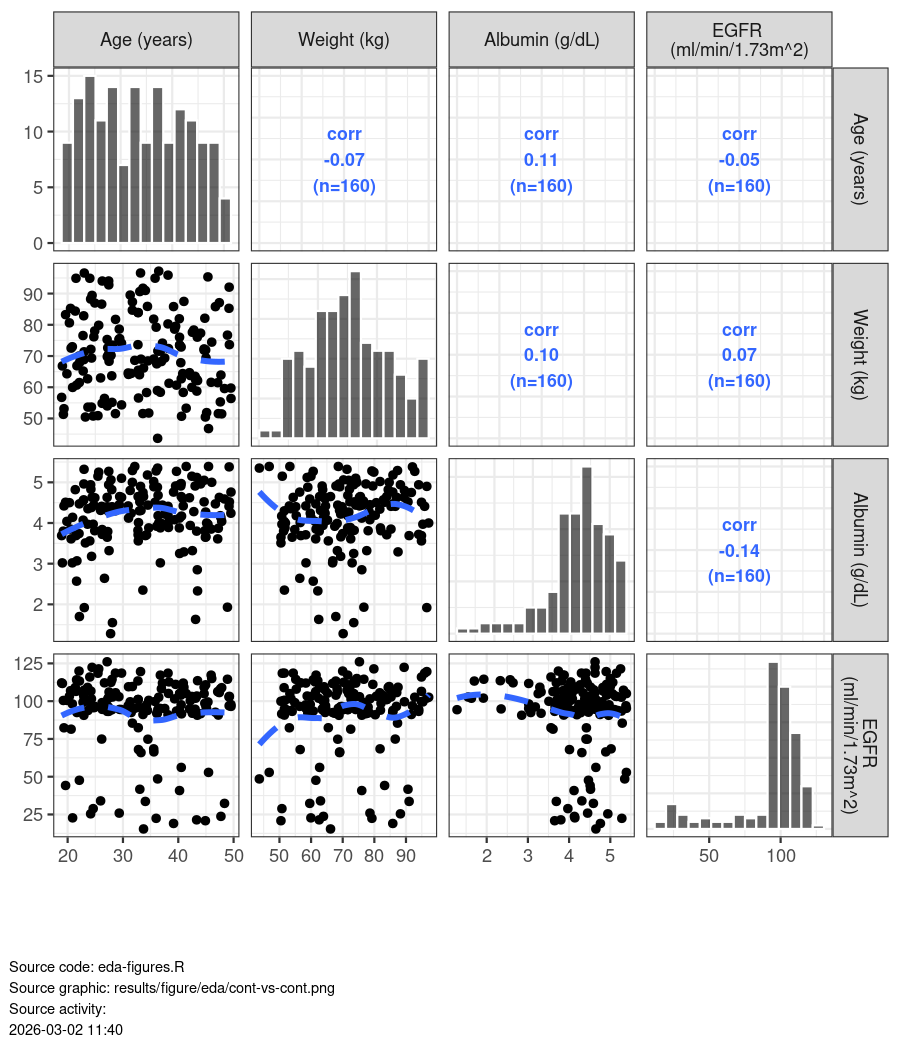 Age (years)
Weight (kg)
Albumin (g/dL)
EGFR
(ml/min/1.73m^2)
15
10
5
0
corr
-0.07
(n=160)
corr
0.11
(n=160)
corr
-0.05
(n=160)
Age (years)
90
80
70
60
50
corr
0.10
(n=160)
corr
0.07
(n=160)
Weight (kg)
5
4
3
2
corr
-0.14
(n=160)
Albumin (g/dL)
125
100
75
50
25
EGFR
(ml/min/1.73m^2)
20 30 40 50
50 60 70 80 90
2 3 4 5
50 100
Source code: eda-figures.R
Source graphic: results/figure/eda/cont-vs-cont.png
Source activity:
2026-03-02 11:40